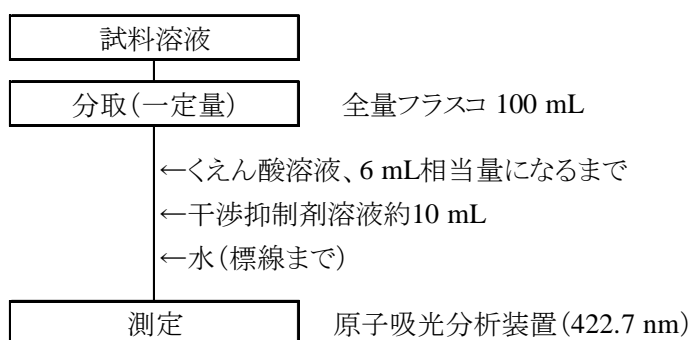 試料溶液
分取(一定量) 全量フラスコ 100 mL
←くえん酸溶液、6 mL相当量になるまで
←干渉抑制剤溶液約10 mL
←水(標線まで)
測定 原子吸光分析装置(422.7 nm)